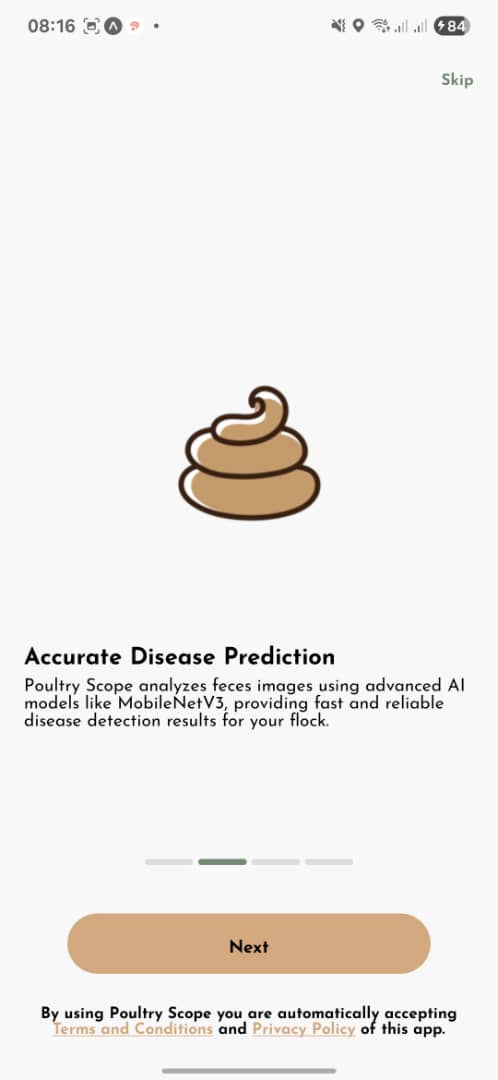 08:16
84
Skip
Accurate Disease Prediction
Poultry Scope analyzes feces images using advanced AI
models like MobileNetV3, providing fast and reliable
disease detection results for your flock.
Next
By using Poultry Scope you are automatically accepting
Terms and Conditions and Privacy Policy of this app.